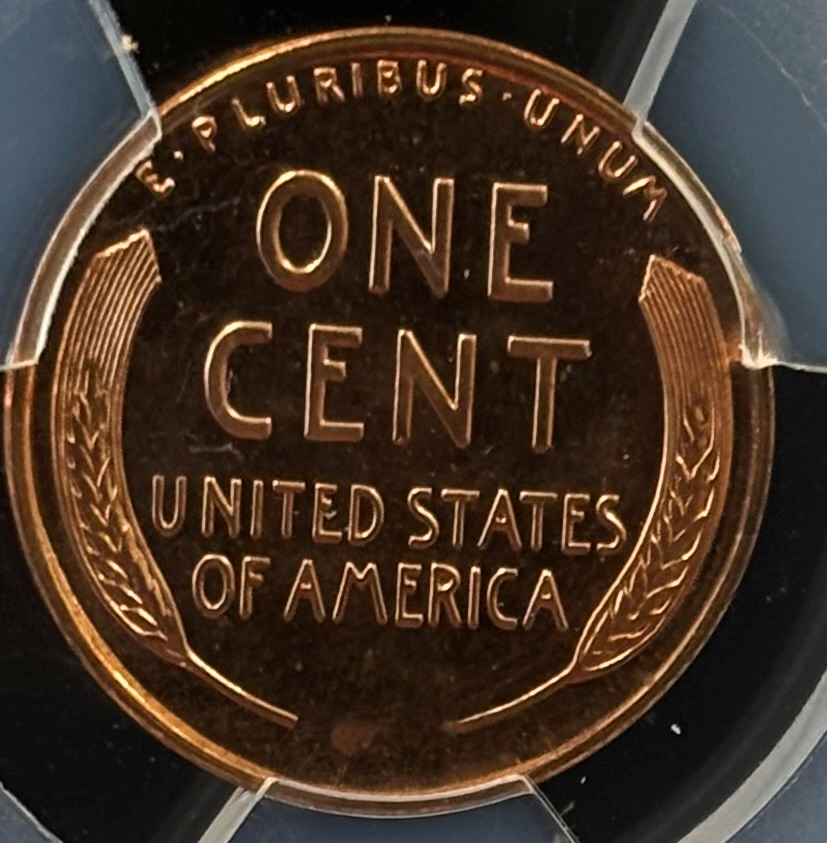 E · PLURIBUS · UNUM
ONE
CENT
UNITED STATES
OF AMERICA